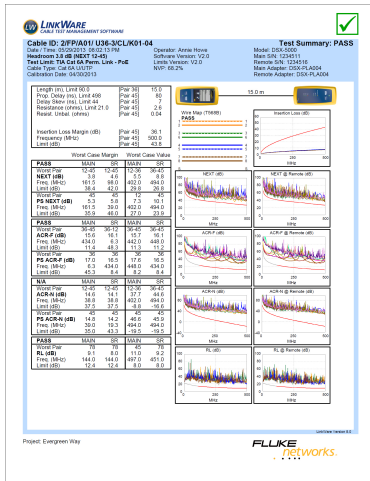 LINKWARE
CABLE TEST MANAGEMENT SOFTWARE
Cable ID: 2/FP/A01/ U36-3/CL/K01-04
Test Summary: PASS
Date / Time: 05/29/2013 06:02:13 PM
Headroom 3.8 dB (NEXT 12-45)
Test Limit: TIA Cat 6A Perm. Link - PoE
Cable Type: Cat 6A U/UTP
Calibration Date: 04/30/2013
Operator: Annie Howe
Software Version: V2.0
Limits Version: V2.0
NVP: 68.2%
Model: DSX-5000
Main S/N: 1234511
Remote S/N: 1234516
Main Adapter: DSX-PLA004
Remote Adapter: DSX-PLA004
Length (m), Limit 90.0 [Pair 36] 15.0
Prop. Delay (ns), Limit 498 [Pair 45] 80
Delay Skew (ns), Limit 44 [Pair 45] 7
Resistance (ohms), Limit 21.0 [Pair 45] 2.6
Resist. Unbal. (ohms) [Pair 45] 0.04
Insertion Loss Margin (dB) [Pair 45] 36.1
Frequency (MHz) [Pair 45] 500.0
Limit (dB) [Pair 45] 43.8
15.0 m
Wire Map (T568B)
PASS
Insertion Loss (dB)
Worst Case Margin Worst Case Value
PASS MAIN SR MAIN SR
Worst Pair 12-45 12-45 12-36 36-45
NEXT (dB) 3.8 4.6 5.5 8.8
Freq. (MHz) 161.5 98.0 402.0 494.0
Limit (dB) 38.4 42.0 29.8 26.8
Worst Pair 45 45 12 45
PS NEXT (dB) 5.3 5.8 7.3 10.1
Freq. (MHz) 161.5 39.0 402.0 494.0
Limit (dB) 35.9 46.0 27.0 23.9
PASS MAIN SR MAIN SR
Worst Pair 36-45 36-12 36-45 36-45
ACR-F (dB) 15.6 16.1 15.7 16.1
Freq. (MHz) 434.0 6.3 442.0 448.0
Limit (dB) 11.4 48.3 11.3 11.2
Worst Pair 36 36 36 36
PS ACR-F (dB) 17.0 16.5 17.6 16.5
Freq. (MHz) 6.3 434.0 448.0 434.0
Limit (dB) 45.3 8.4 8.2 8.4
N/A MAIN SR MAIN SR
Worst Pair 12-45 12-45 12-36 36-45
ACR-N (dB) 14.6 14.1 37.7 44.6
Freq. (MHz) 38.8 38.8 402.0 494.0
Limit (dB) 37.5 37.5 -8.6 -16.6
Worst Pair 45 45 45 45
PS ACR-N (dB) 14.8 14.2 46.6 45.9
Freq. (MHz) 39.0 19.3 494.0 494.0
Limit (dB) 35.0 43.3 -19.5 -19.5
PASS MAIN SR MAIN SR
Worst Pair 78 78 45 78
RL (dB) 9.1 8.0 11.0 9.2
Freq. (MHz) 144.0 144.0 497.0 451.0
Limit (dB) 12.4 12.4 8.0 8.0
NEXT (dB)
NEXT @ Remote (dB)
ACR-F (dB)
ACR-F @ Remote (dB)
ACR-N (dB)
ACR-N @ Remote (dB)
RL (dB)
RL @ Remote (dB)
Project: Evergreen Way
FLUKE
networks.